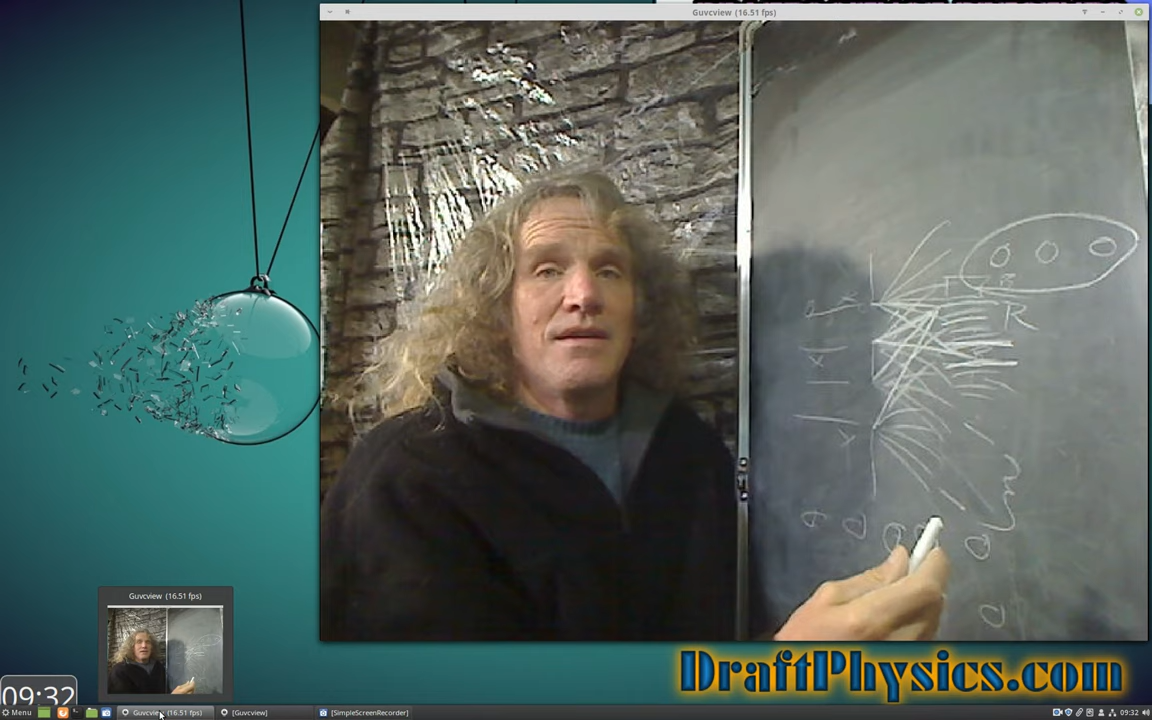 Guvcview (16.51 fps)
R
Guvcview (16.51 fps)
DraftPhysics.com
09:32
Menu
Guvcview (16.51 fps)
[Guvcview]
[SimpleScreenRecorder]
09:32